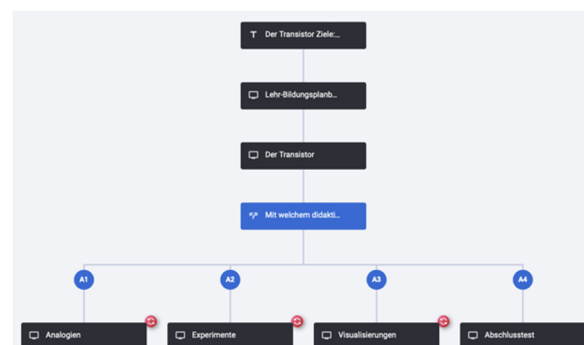 Der Transistor Ziele:...
Lehr-Bildungsplanb...
Der Transistor
Mit welchem didakti...
A1 A2 A3 A4
Analogien Experimente Visualisierungen Abschlusstest